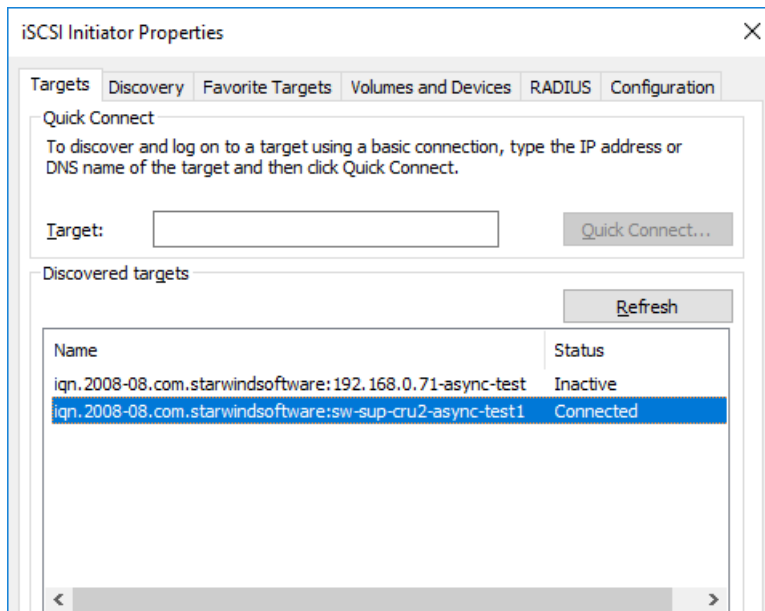 iSCSI Initiator Properties
Targets Discovery Favorite Targets Volumes and Devices RADIUS Configuration
Quick Connect
To discover and log on to a target using a basic connection, type the IP address or
DNS name of the target and then click Quick Connect.
Target: Quick Connect...
Discovered targets
Refresh
Name Status
iqn.2008-08.com.starwindsoftware:192.168.0.71-async-test Inactive
iqn.2008-08.com.starwindsoftware:sw-sup-cru2-async-test1 Connected